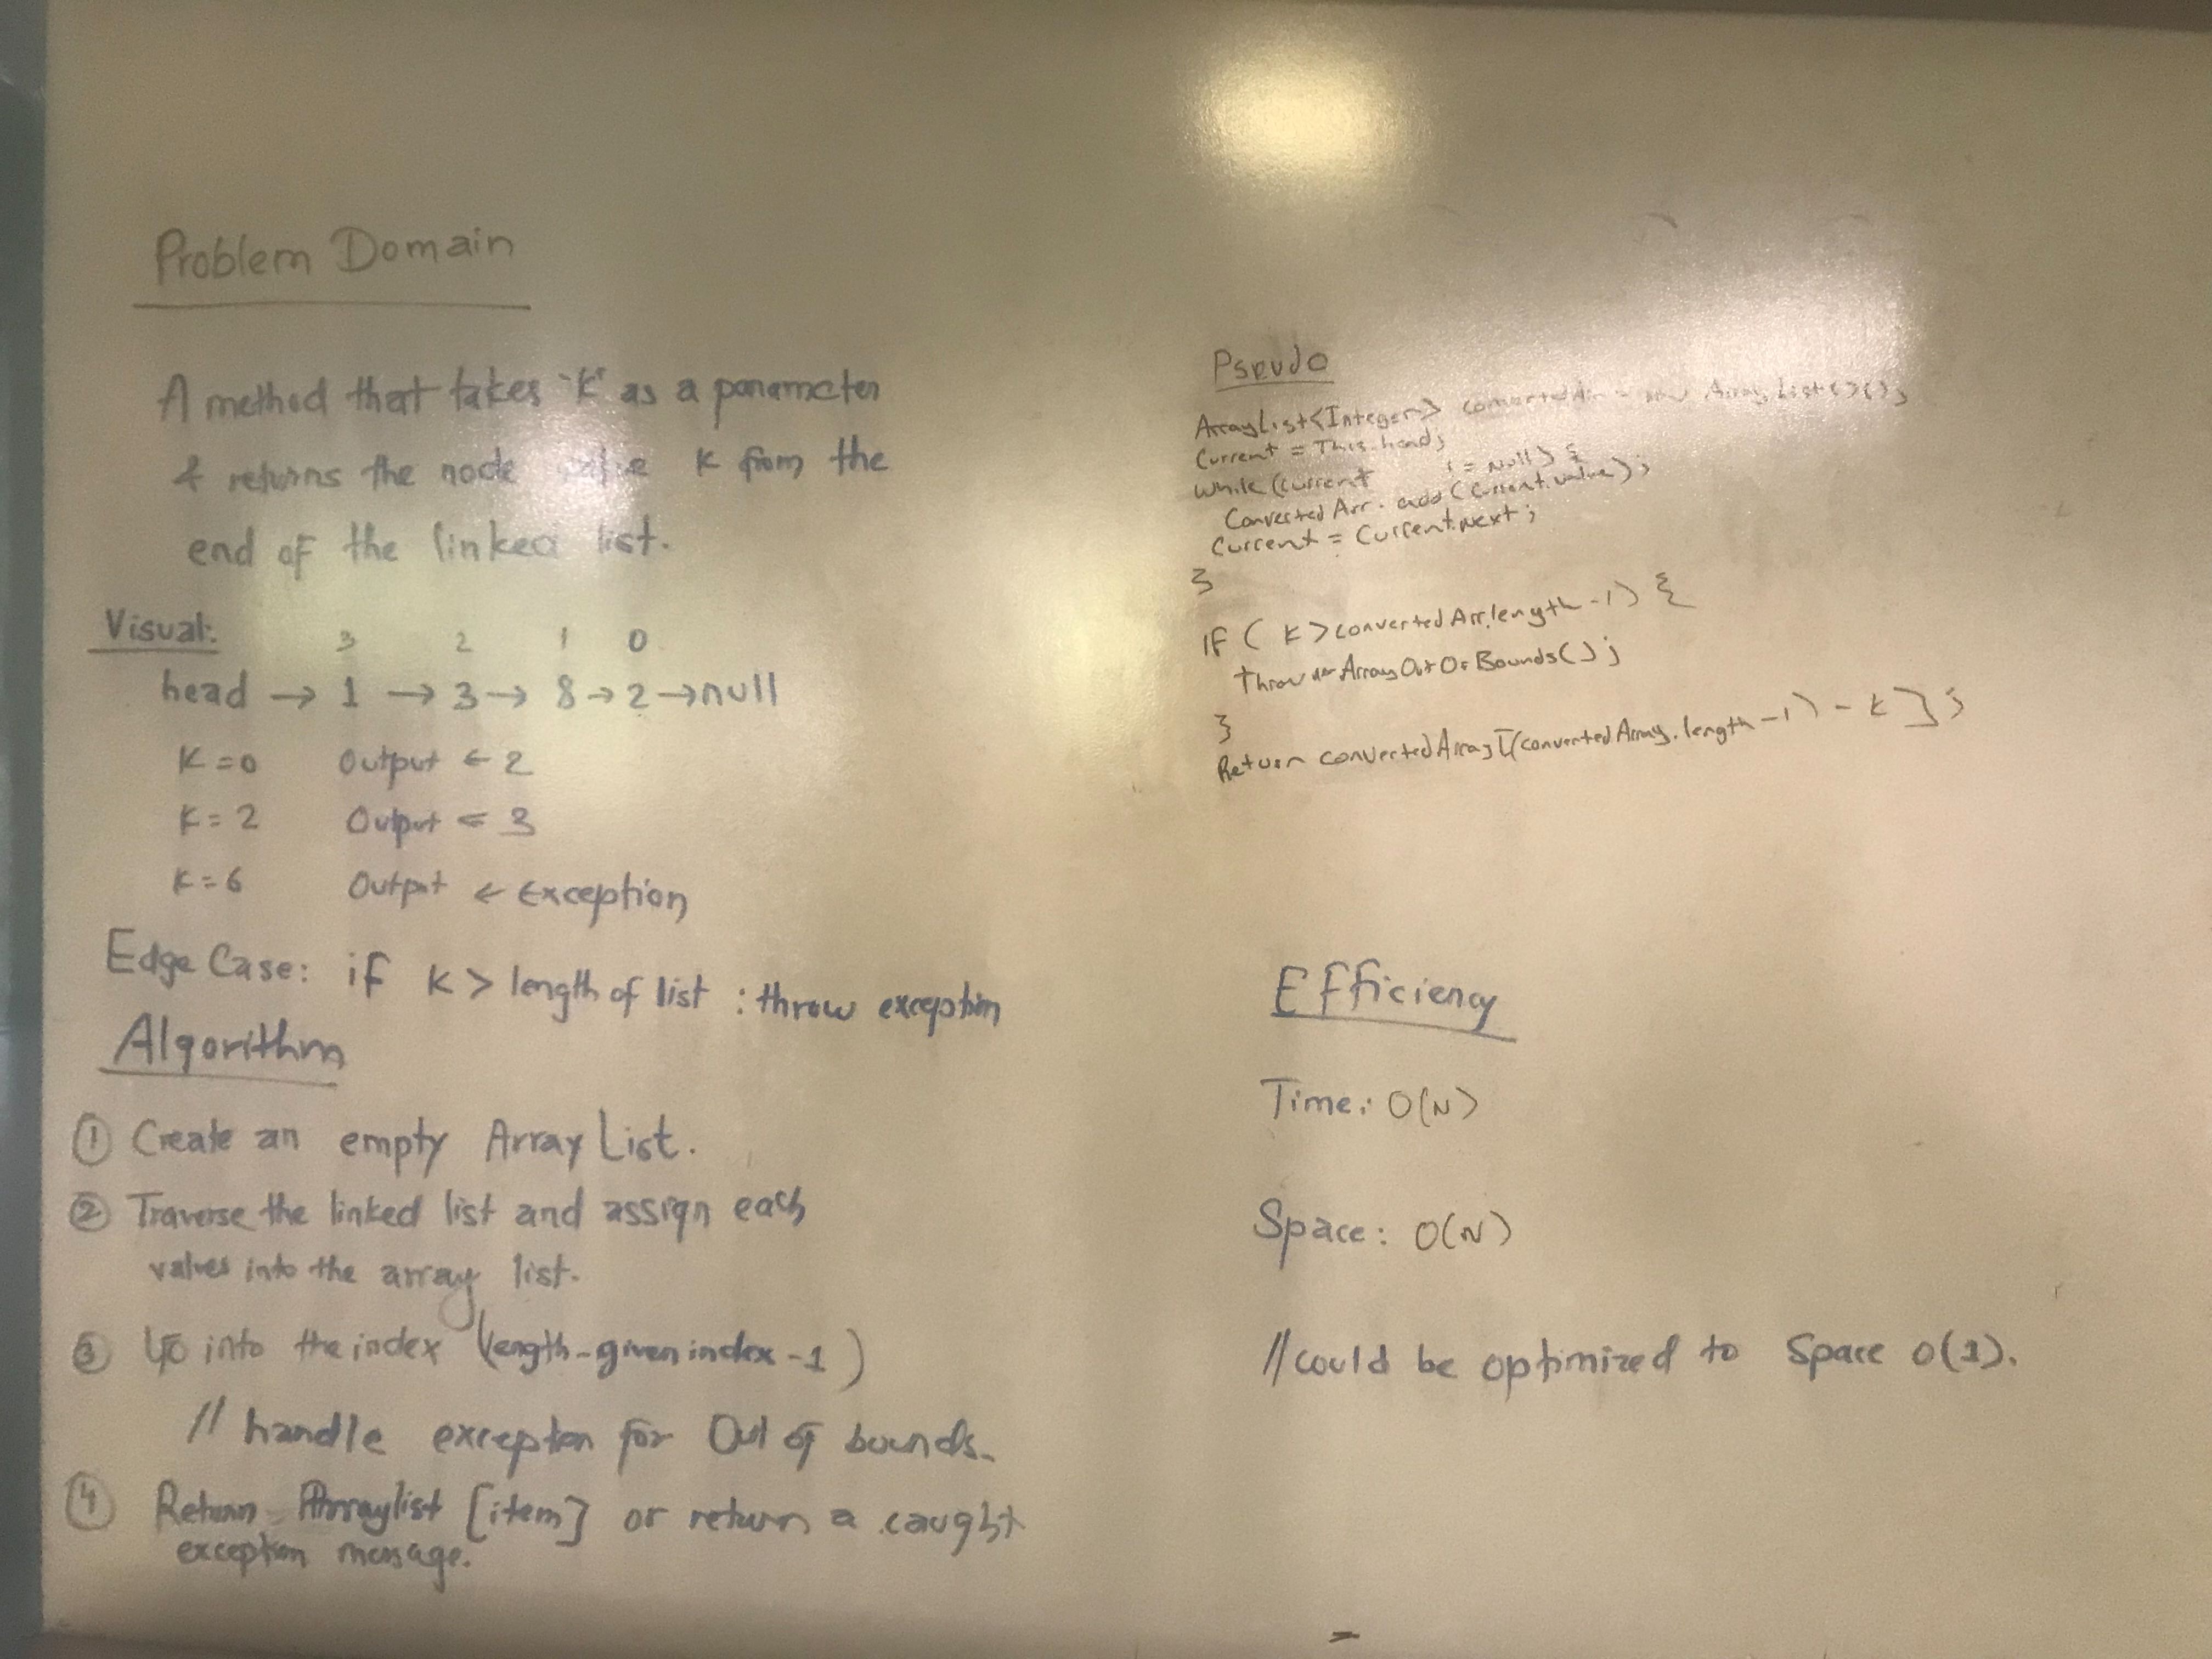 Problem Domain
A method that takes "K" as a parameter
& returns the node value K from the
end of the linked list.
Visual:
3 2 1 0
head → 1 → 3 → 8 → 2 → null
K = 0 Output ← 2
K = 2 Output ← 3
K = 6 Output ← Exception
Edge Case: if K > length of list : throw exception
Algorithm
① Create an empty Array List.
② Traverse the linked list and assign each
values into the array list.
③ Go into the index (length - given index - 1)
// handle exception for Out of bounds.
④ Return Arraylist [item] or return a caught
exception message.
Pseudo
ArrayList<Integer> convertedArr = new ArrayList<>();
Current = This.head;
while (current != Null) {
Converted Arr. add (Current.value);
Current = Current.Next;
}
IF ( K > converted Arr.length - 1) {
throw Array Out Of Bounds();
}
Return convertedArray[(convertedArray.length - 1) - K];
Efficiency
Time: O(N)
Space: O(N)
// could be optimized to Space O(1).